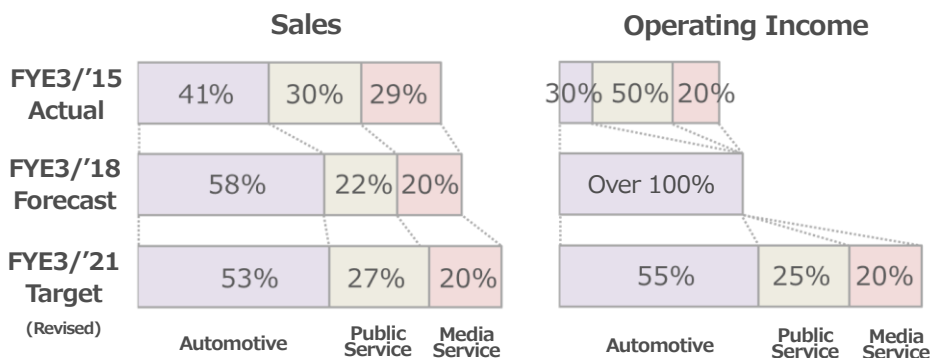 Sales
Operating Income
FYE3/'15
Actual
41%
30%
29%
30%
50%
20%
FYE3/'18
Forecast
58%
22%
20%
Over 100%
FYE3/'21
Target
(Revised)
53%
27%
20%
55%
25%
20%
Automotive
Public
Service
Media
Service
Automotive
Public
Service
Media
Service